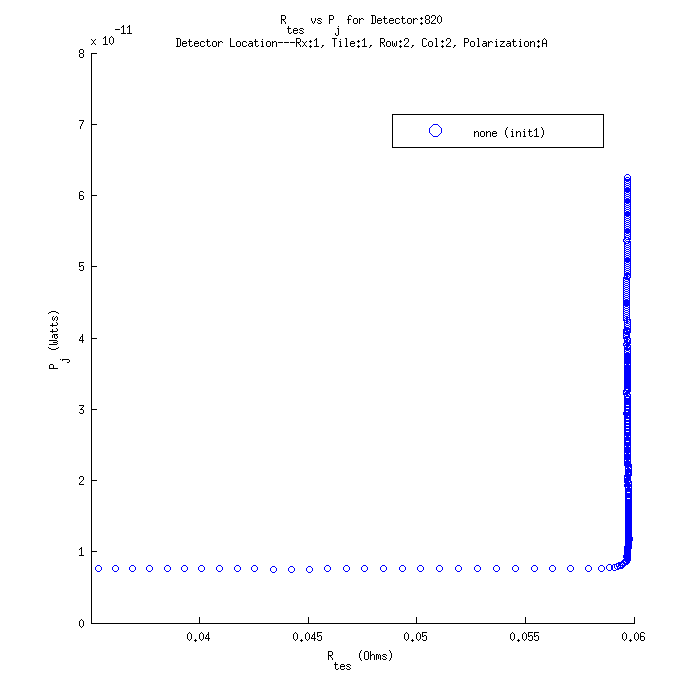 R_tes vs P_j for Detector:820
Detector Location---Rx:1, Tile:1, Row:2, Col:2, Polarization:A
x 10^-11
8
7
6
5
4
3
2
1
0
none (init1)
P_j (Watts)
0.04 0.045 0.05 0.055 0.06
R_tes (Ohms)